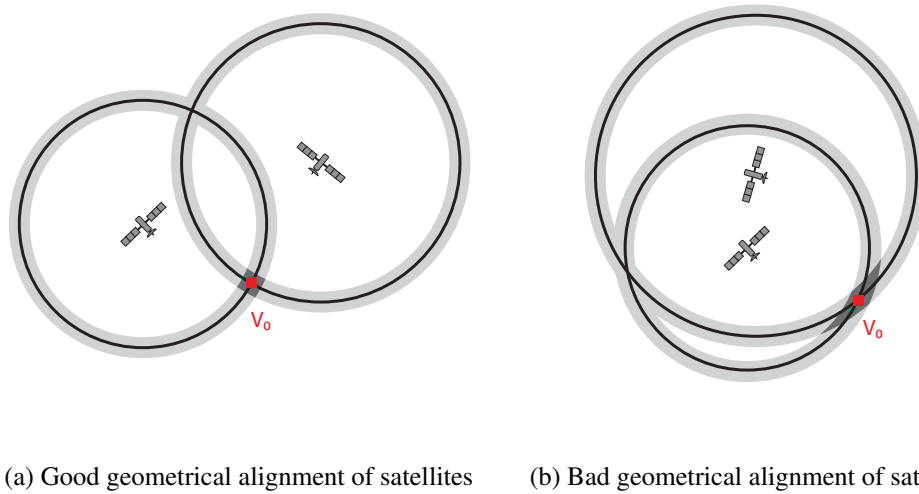 V₀
V₀
(a) Good geometrical alignment of satellites
(b) Bad geometrical alignment of sat